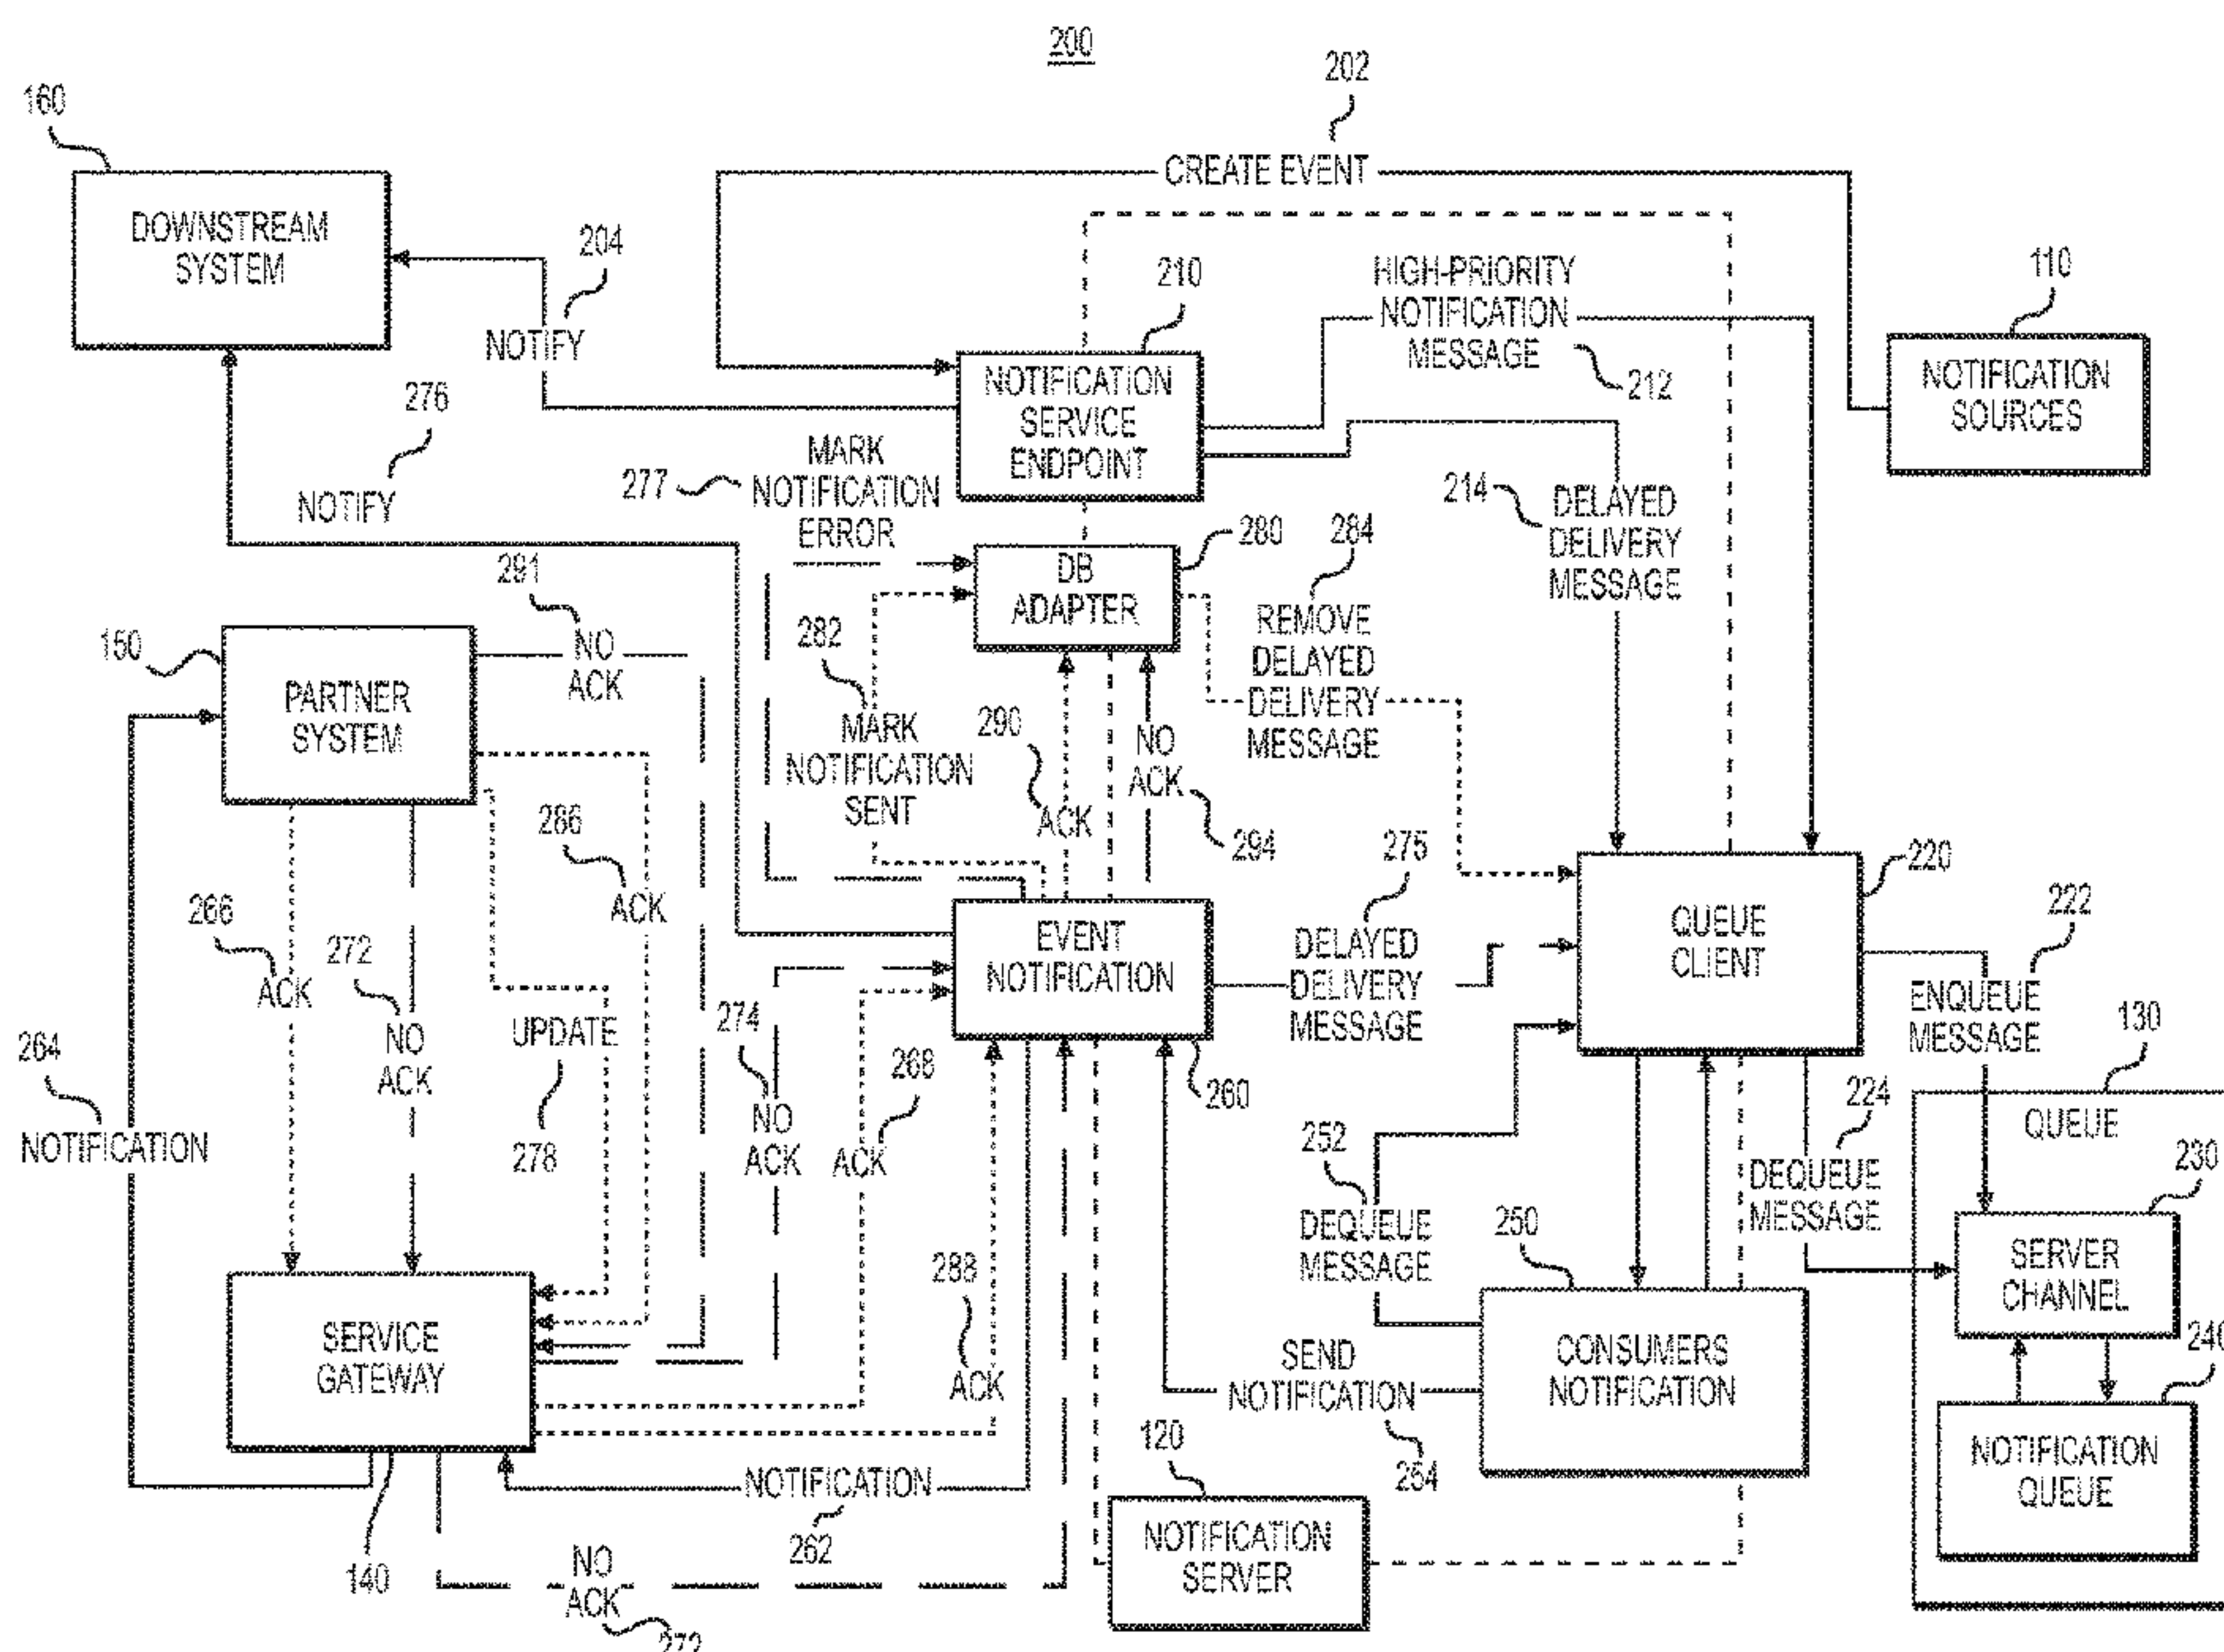 200
202
160
CREATE EVENT
DOWNSTREAM
SYSTEM
204
NOTIFY
210
HIGH-PRIORITY
NOTIFICATION
MESSAGE
212
110
NOTIFICATION
SOURCES
NOTIFICATION
SERVICE
ENDPOINT
276
NOTIFY
277
MARK
NOTIFICATION
ERROR
214
DELAYED
DELIVERY
MESSAGE
280
DB
ADAPTER
284
REMOVE
DELAYED
DELIVERY
MESSAGE
291
NO
ACK
150
PARTNER
SYSTEM
282
MARK
NOTIFICATION
SENT
290
ACK
NO
ACK
294
286
ACK
275
DELAYED
DELIVERY
MESSAGE
220
QUEUE
CLIENT
222
ENQUEUE
MESSAGE
266
ACK
272
NO
ACK
EVENT
NOTIFICATION
260
UPDATE
278
274
NO
ACK
268
ACK
264
NOTIFICATION
130
QUEUE
224
DEQUEUE
MESSAGE
252
DEQUEUE
MESSAGE
230
SERVER
CHANNEL
250
CONSUMERS
NOTIFICATION
288
ACK
SERVICE
GATEWAY
SEND
NOTIFICATION
254
240
NOTIFICATION
QUEUE
120
NOTIFICATION
SERVER
NOTIFICATION
262
140
NO
ACK